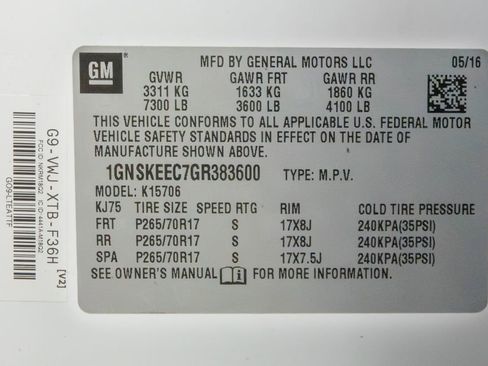 GM
MFD BY GENERAL MOTORS LLC 05/16
GVWR GAWR FRT GAWR RR
3311 KG 1633 KG 1860 KG
7300 LB 3600 LB 4100 LB
THIS VEHICLE CONFORMS TO ALL APPLICABLE U.S. FEDERAL MOTOR
VEHICLE SAFETY STANDARDS IN EFFECT ON THE DATE OF
MANUFACTURE SHOWN ABOVE.
1GNSKEEC7GR383600 TYPE: M.P.V.
MODEL: K15706
KJ75 TIRE SIZE SPEED RTG RIM COLD TIRE PRESSURE
FRT P265/70R17 S 17X8J 240KPA(35PSI)
RR P265/70R17 S 17X8J 240KPA(35PSI)
SPA P265/70R17 S 17X7.5J 240KPA(35PSI)
SEE OWNER'S MANUAL FOR MORE INFORMATION.
G9-VWJ-XTB-F36H
[V2]